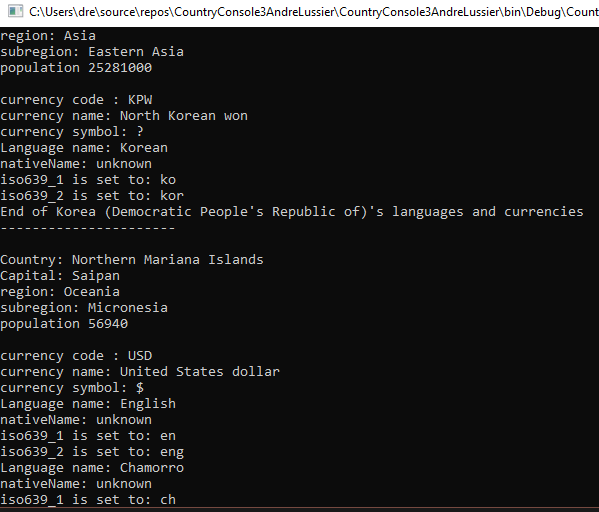 C:\Users\dre\source\repos\CountryConsole3AndreLussier\CountryConsole3AndreLussier\bin\Debug\Count
region: Asia
subregion: Eastern Asia
population 25281000
currency code : KPW
currency name: North Korean won
currency symbol: ?
Language name: Korean
nativeName: unknown
iso639_1 is set to: ko
iso639_2 is set to: kor
End of Korea (Democratic People's Republic of)'s languages and currencies
----------------------
Country: Northern Mariana Islands
Capital: Saipan
region: Oceania
subregion: Micronesia
population 56940
currency code : USD
currency name: United States dollar
currency symbol: $
Language name: English
nativeName: unknown
iso639_1 is set to: en
iso639_2 is set to: eng
Language name: Chamorro
nativeName: unknown
iso639_1 is set to: ch